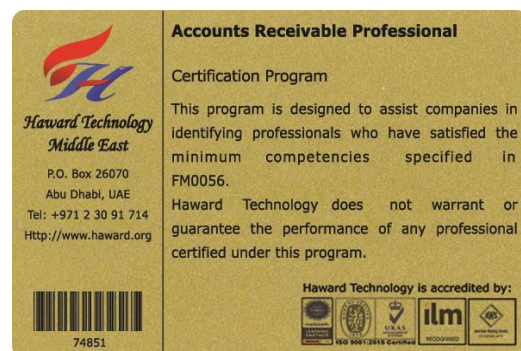 Haward Technology
Middle East
P.O. Box 26070
Abu Dhabi, UAE
Tel: +971 2 30 91 714
Http://www.haward.org
74851
Accounts Receivable Professional
Certification Program
This program is designed to assist companies in
identifying professionals who have satisfied the
minimum competencies specified in
FM0056.
Haward Technology does not warrant or
guarantee the performance of any professional
certified under this program.
Haward Technology is accredited by:
UKAS
ilm
RECOGNISED
AWS
ISO 9001:2015 Certified